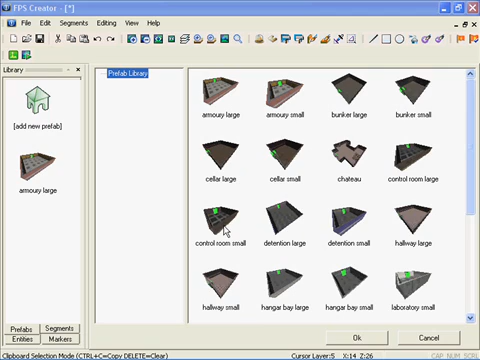 FPS Creator - [*]
File Edit Segments Editing View Help
Library
[add new prefab]
armoury large
Prefabs Segments
Entities Markers
Prefab Library
armoury large armoury small bunker large bunker small
cellar large cellar small chateau control room large
control room small detention large detention small hallway large
hallway small hangar bay large hangar bay small laboratory small
Ok Cancel
Clipboard Selection Mode (CTRL+C=Copy DELETE=Clear) Cursor Layer:5 X:14 Z:26 CAP NUM SCRL